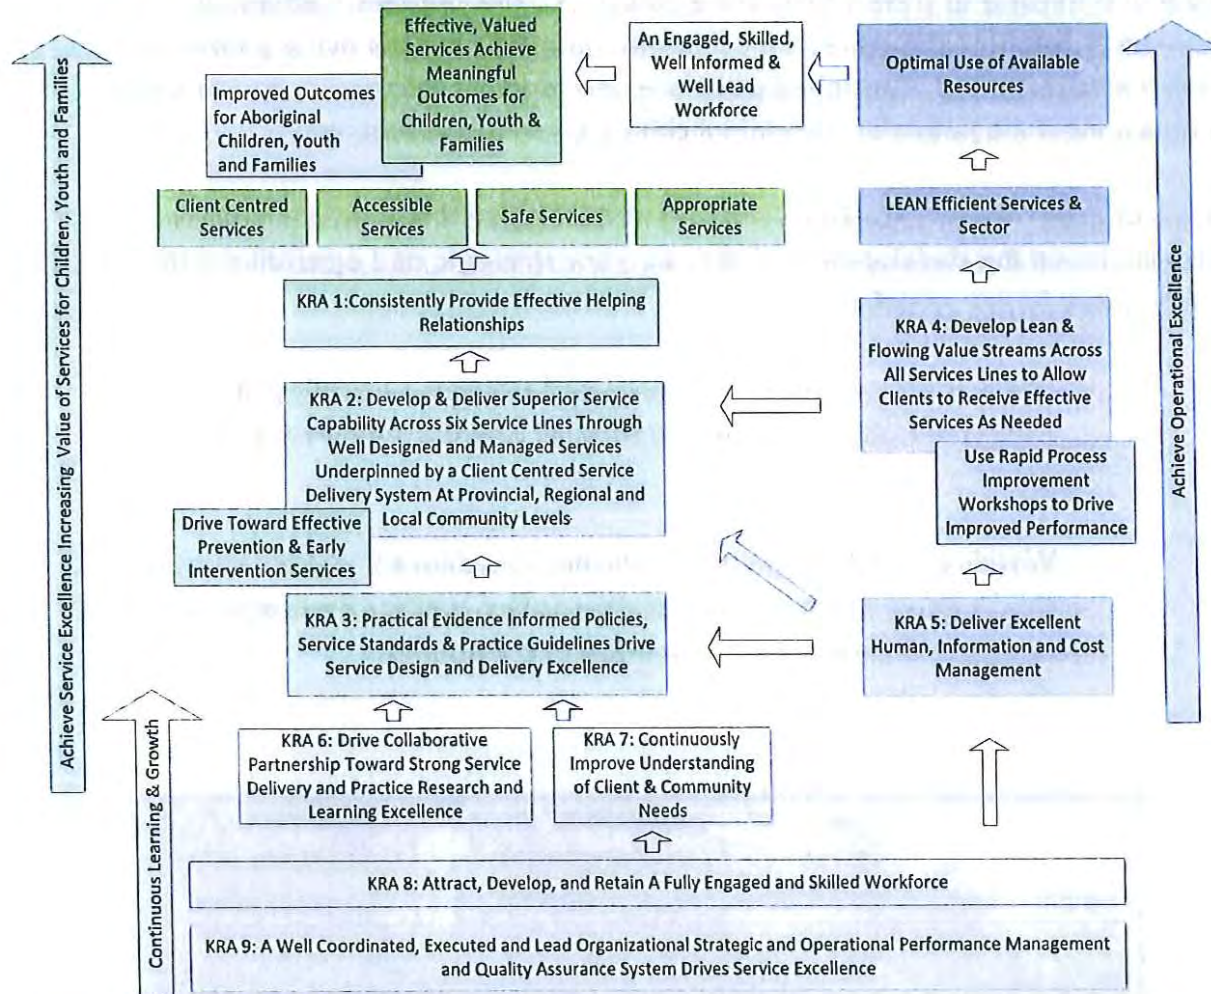 Achieve Service Excellence Increasing Value of Services for Children, Youth and Families
Improved Outcomes
for Aboriginal
Children, Youth
and Families
Effective, Valued
Services Achieve
Meaningful
Outcomes for
Children, Youth &
Families
An Engaged, Skilled,
Well Informed &
Well Lead
Workforce
Optimal Use of Available
Resources
Client Centred
Services
Accessible
Services
Safe Services
Appropriate
Services
LEAN Efficient Services &
Sector
KRA 1:Consistently Provide Effective Helping
Relationships
KRA 4: Develop Lean &
Flowing Value Streams Across
All Services Lines to Allow
Clients to Receive Effective
Services As Needed
Achieve Operational Excellence
KRA 2: Develop & Deliver Superior Service
Capability Across Six Service Lines Through
Well Designed and Managed Services
Underpinned by a Client Centred Service
Delivery System At Provincial, Regional and
Local Community Levels
Use Rapid Process
Improvement
Workshops to Drive
Improved Performance
Drive Toward Effective
Prevention & Early
Intervention Services
KRA 3: Practical Evidence Informed Policies,
Service Standards & Practice Guidelines Drive
Service Design and Delivery Excellence
KRA 5: Deliver Excellent
Human, Information and Cost
Management
Continuous Learning & Growth
KRA 6: Drive Collaborative
Partnership Toward Strong Service
Delivery and Practice Research and
Learning Excellence
KRA 7: Continuously
Improve Understanding
of Client & Community
Needs
KRA 8: Attract, Develop, and Retain A Fully Engaged and Skilled Workforce
KRA 9: A Well Coordinated, Executed and Lead Organizational Strategic and Operational Performance Management
and Quality Assurance System Drives Service Excellence